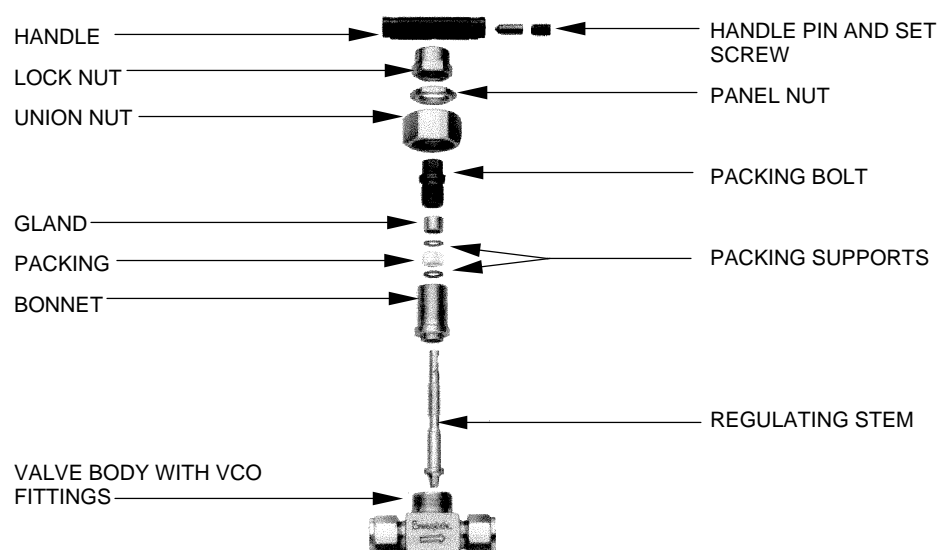 HANDLE
HANDLE PIN AND SET
SCREW
LOCK NUT
PANEL NUT
UNION NUT
PACKING BOLT
GLAND
PACKING
PACKING SUPPORTS
BONNET
REGULATING STEM
VALVE BODY WITH VCO
FITTINGS
Swagelok